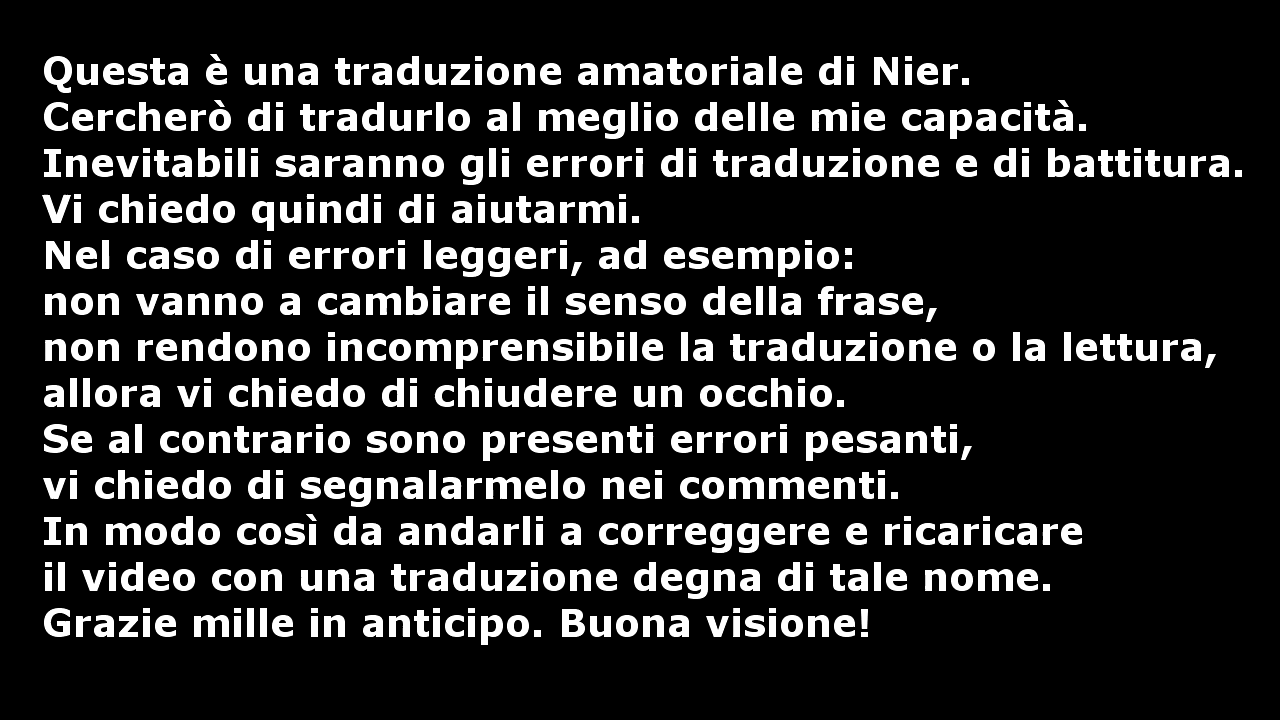 Questa è una traduzione amatoriale di Nier.
Cercherò di tradurlo al meglio delle mie capacità.
Inevitabili saranno gli errori di traduzione e di battitura.
Vi chiedo quindi di aiutarmi.
Nel caso di errori leggeri, ad esempio:
non vanno a cambiare il senso della frase,
non rendono incomprensibile la traduzione o la lettura,
allora vi chiedo di chiudere un occhio.
Se al contrario sono presenti errori pesanti,
vi chiedo di segnalarmelo nei commenti.
In modo così da andarli a correggere e ricaricare
il video con una traduzione degna di tale nome.
Grazie mille in anticipo. Buona visione!